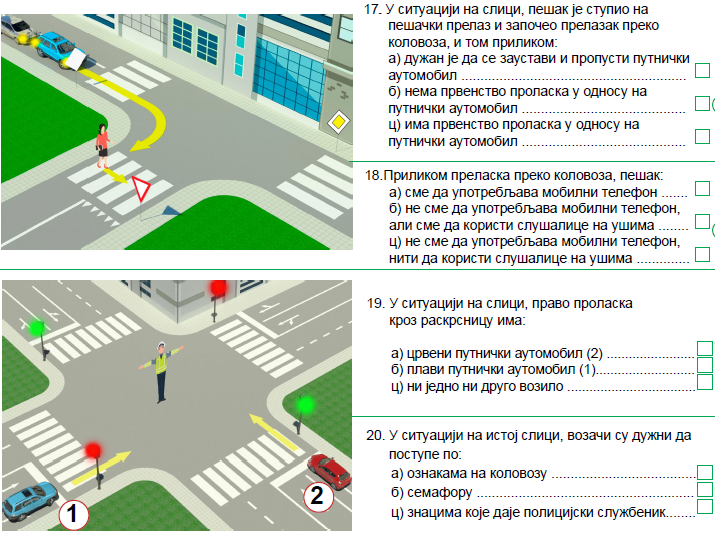 17. У ситуацији на слици, пешак је ступио на
пешачки прелаз и започео прелазак преко
коловоза, и том приликом:
а) дужан је да се заустави и пропусти путнички
аутомобил ..........................................................
б) нема првенство проласка у односу на
путнички аутомобил ..........................................
ц) има првенство проласка у односу на
путнички аутомобил ..........................................
18.Приликом преласка преко коловоза, пешак:
а) сме да употребљава мобилни телефон .......
б) не сме да употребљава мобилни телефон,
али сме да користи слушалице на ушима .......
ц) не сме да употребљава мобилни телефон,
нити да користи слушалице на ушима ..............
19. У ситуацији на слици, право проласка
кроз раскрсницу има:
а) црвени путнички аутомобил (2) ......................
б) плави путнички аутомобил (1).........................
ц) ни једно ни друго возило ................................
20. У ситуацији на истој слици, возачи су дужни да
поступе по:
а) ознакама на коловозу .....................................
б) семафору .........................................................
ц) знацима које даје полицијски службеник........
1
2